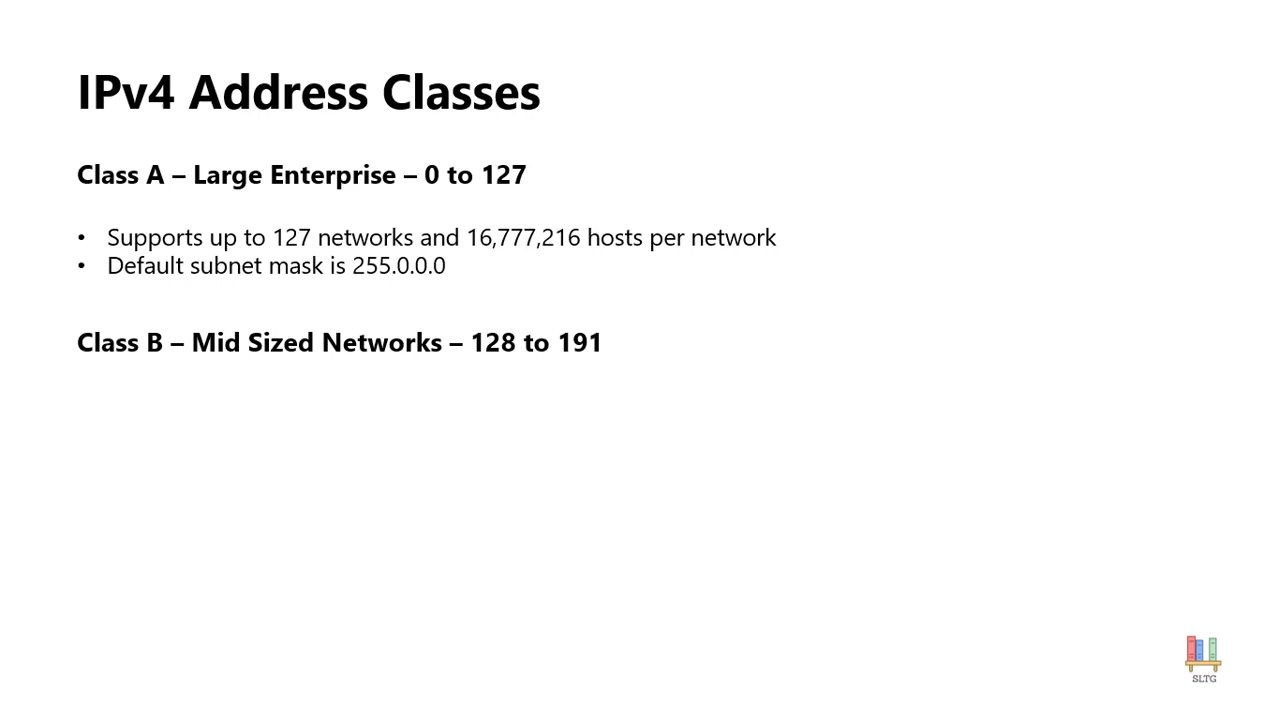 IPv4 Address Classes
Class A – Large Enterprise – 0 to 127
• Supports up to 127 networks and 16,777,216 hosts per network
• Default subnet mask is 255.0.0.0
Class B – Mid Sized Networks – 128 to 191
SLTG